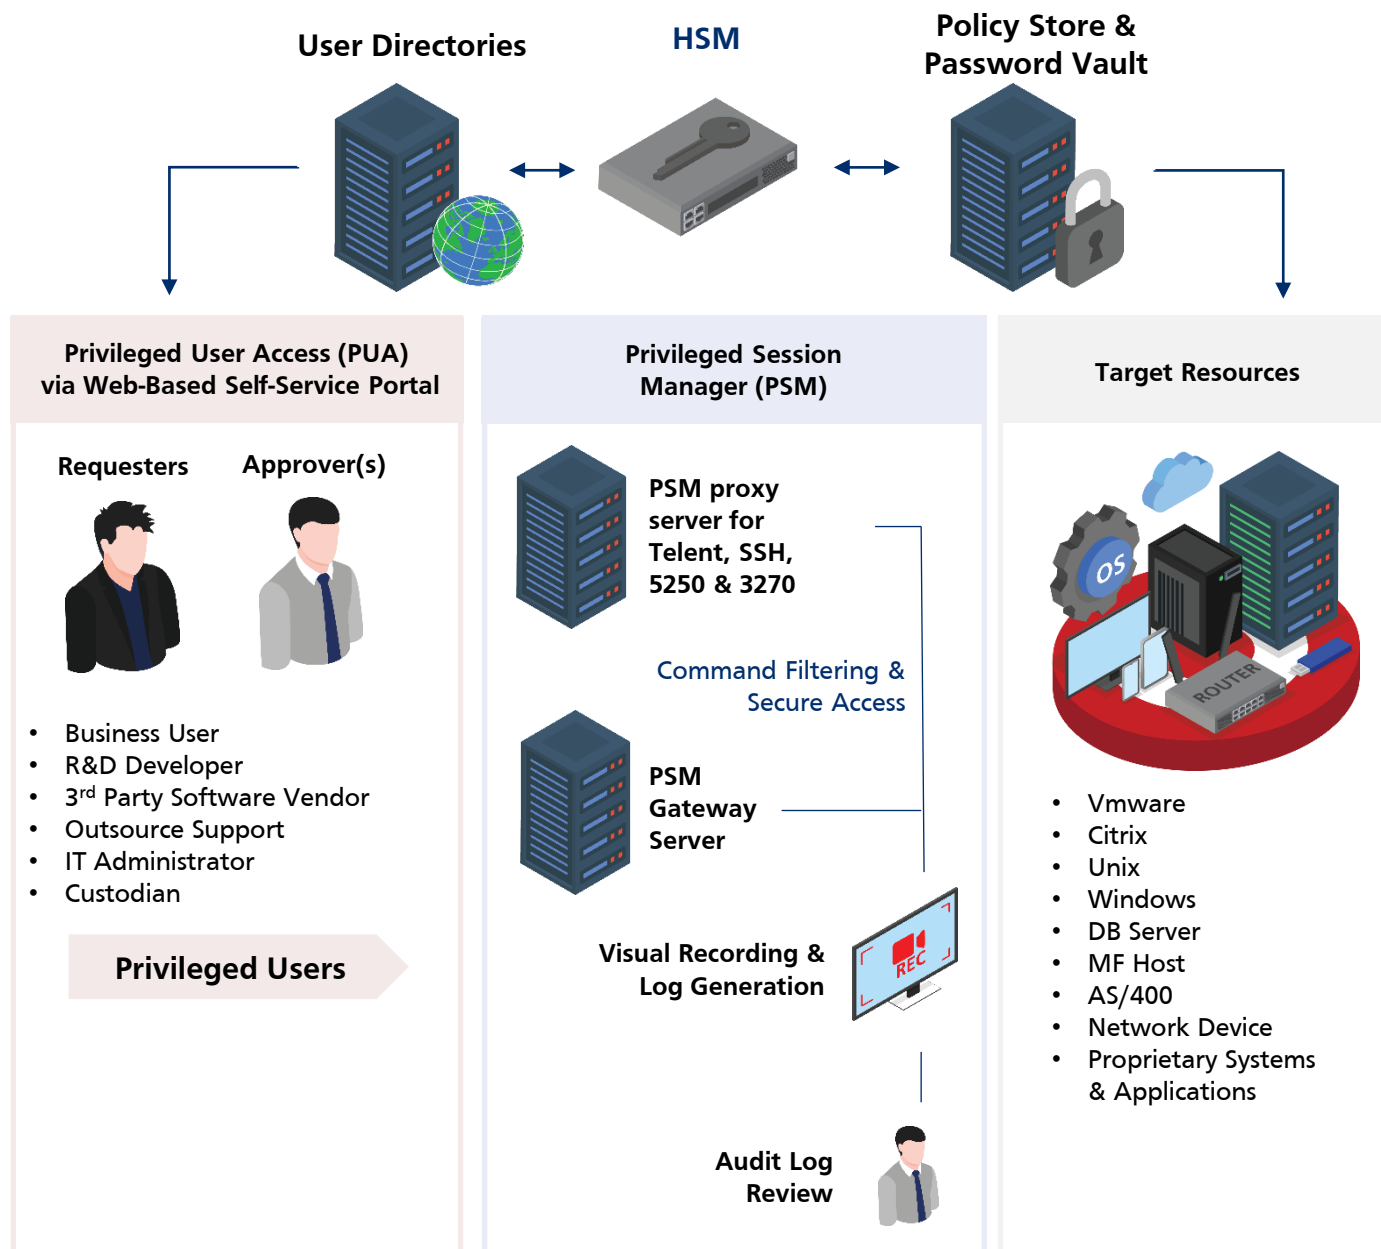 User Directories
HSM
Policy Store &
Password Vault
Privileged User Access (PUA)
via Web-Based Self-Service Portal
Requesters
Approver(s)
• Business User
• R&D Developer
• 3rd Party Software Vendor
• Outsource Support
• IT Administrator
• Custodian
Privileged Users
Privileged Session
Manager (PSM)
PSM proxy
server for
Telent, SSH,
5250 & 3270
Command Filtering &
Secure Access
PSM
Gateway
Server
Visual Recording &
Log Generation
REC
Audit Log
Review
Target Resources
OS
ROUTER
• Vmware
• Citrix
• Unix
• Windows
• DB Server
• MF Host
• AS/400
• Network Device
• Proprietary Systems
& Applications